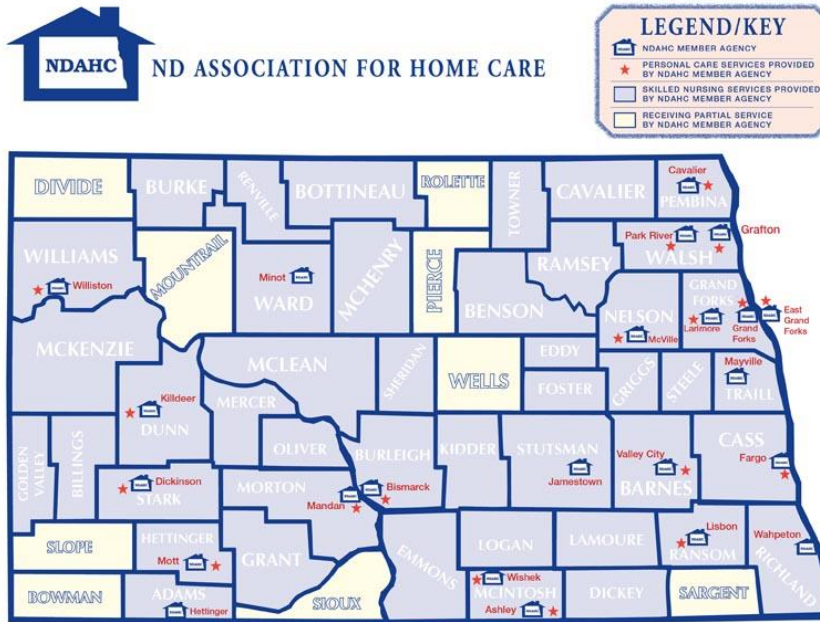 NDAHC
ND ASSOCIATION FOR HOME CARE
LEGEND/KEY
NDAHC MEMBER AGENCY
PERSONAL CARE SERVICES PROVIDED
BY NDAHC MEMBER AGENCY
SKILLED NURSING SERVICES PROVIDED
BY NDAHC MEMBER AGENCY
RECEIVING PARTIAL SERVICE
BY NDAHC MEMBER AGENCY
DIVIDE
BURKE
RENVILLE
BOTTINEAU
ROLETTE
TOWNER
CAVALIER
Cavalier
PEMBINA
WILLIAMS
Williston
MOUNTRAIL
Minot
WARD
MCHENRY
PIERCE
BENSON
RAMSEY
Park River
Grafton
WALSH
NELSON
McVille
GRAND
FORKS
Larimore
Grand
Forks
East
Grand
Forks
MCKENZIE
Killdeer
DUNN
MCLEAN
MERCER
SHERIDAN
WELLS
EDDY
FOSTER
GRIGGS
STEELE
Mayville
TRAILL
GOLDEN
VALLEY
BILLINGS
Dickinson
STARK
OLIVER
MORTON
Mandan
BURLEIGH
Bismarck
KIDDER
STUTSMAN
Jamestown
Valley City
BARNES
CASS
Fargo
SLOPE
HETTINGER
Mott
GRANT
EMMONS
LOGAN
LAMOURE
Lisbon
RANSOM
Wahpeton
RICHLAND
BOWMAN
ADAMS
Hettinger
SIOUX
Wishek
MCINTOSH
Ashley
DICKEY
SARGENT